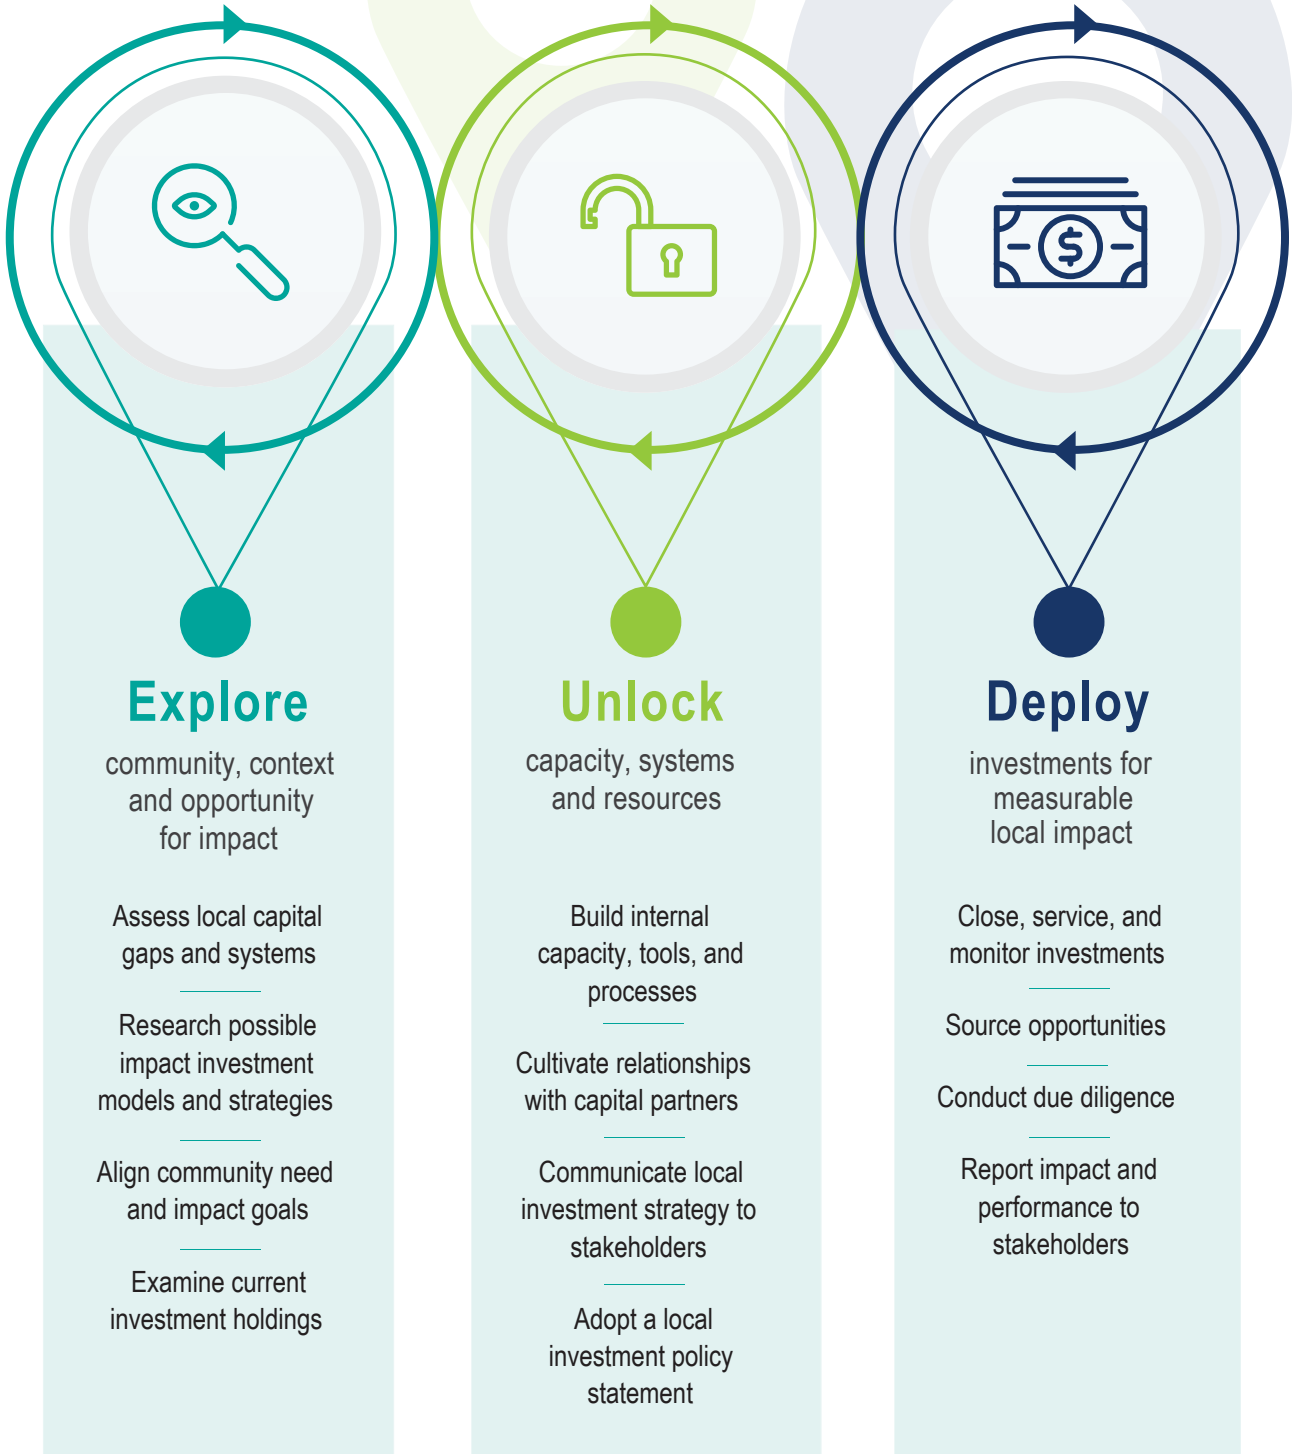 Explore
community, context
and opportunity
for impact
Assess local capital
gaps and systems
Research possible
impact investment
models and strategies
Align community need
and impact goals
Examine current
investment holdings
Unlock
capacity, systems
and resources
Build internal
capacity, tools, and
processes
Cultivate relationships
with capital partners
Communicate local
investment strategy to
stakeholders
Adopt a local
investment policy
statement
Deploy
investments for
measurable
local impact
Close, service, and
monitor investments
Source opportunities
Conduct due diligence
Report impact and
performance to
stakeholders
$